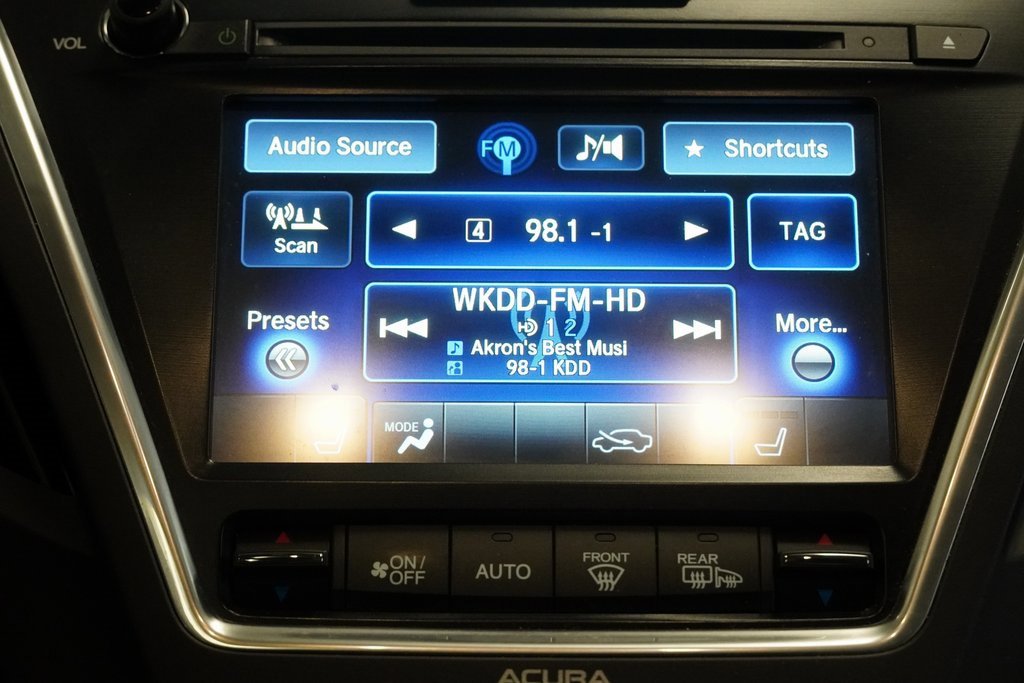 VOL
Audio Source
FM
Shortcuts
Scan
4 98.1 -1
TAG
WKDD-FM-HD
Presets
HD 1 2
More...
Akron's Best Musi
98-1 KDD
MODE
ON/
OFF
AUTO
FRONT
REAR
ACURA